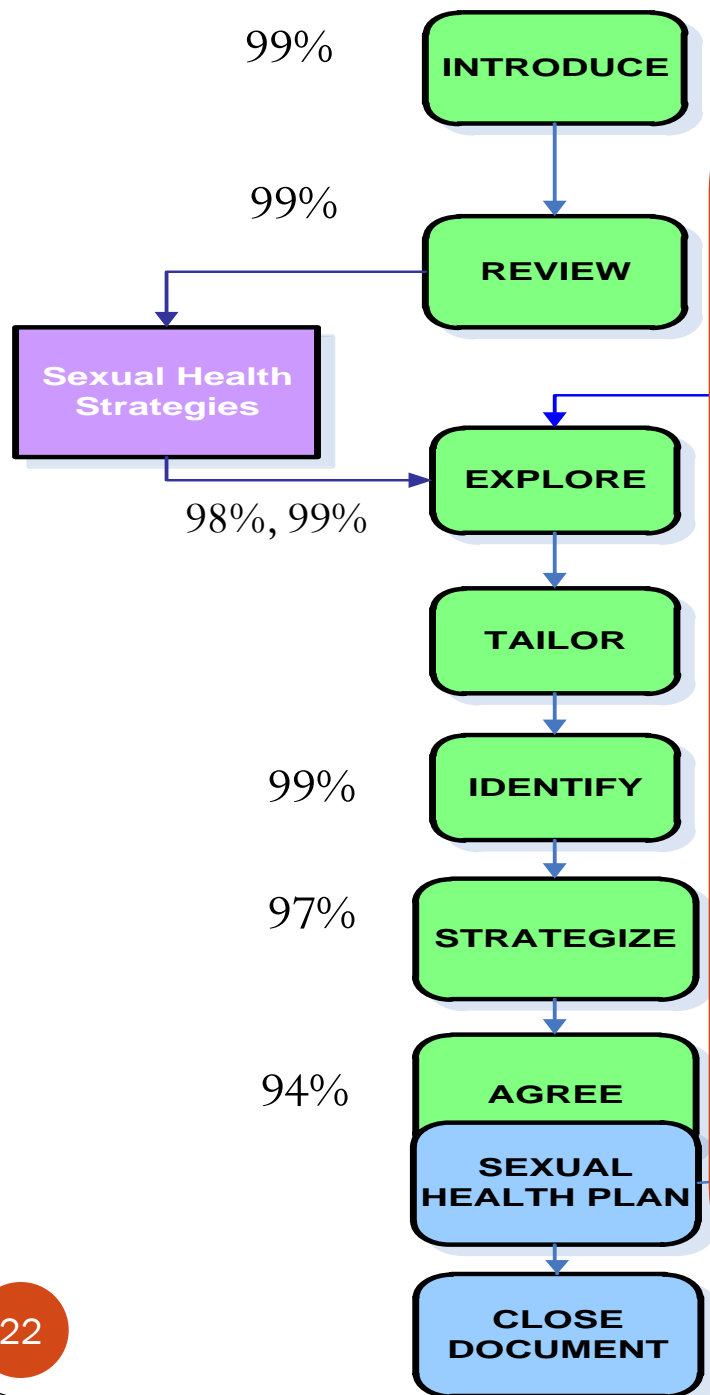 99%
INTRODUCE
99%
REVIEW
Sexual Health
Strategies
EXPLORE
98%, 99%
TAILOR
99%
IDENTIFY
97%
STRATEGIZE
94%
AGREE
SEXUAL
HEALTH PLAN
CLOSE
DOCUMENT
22